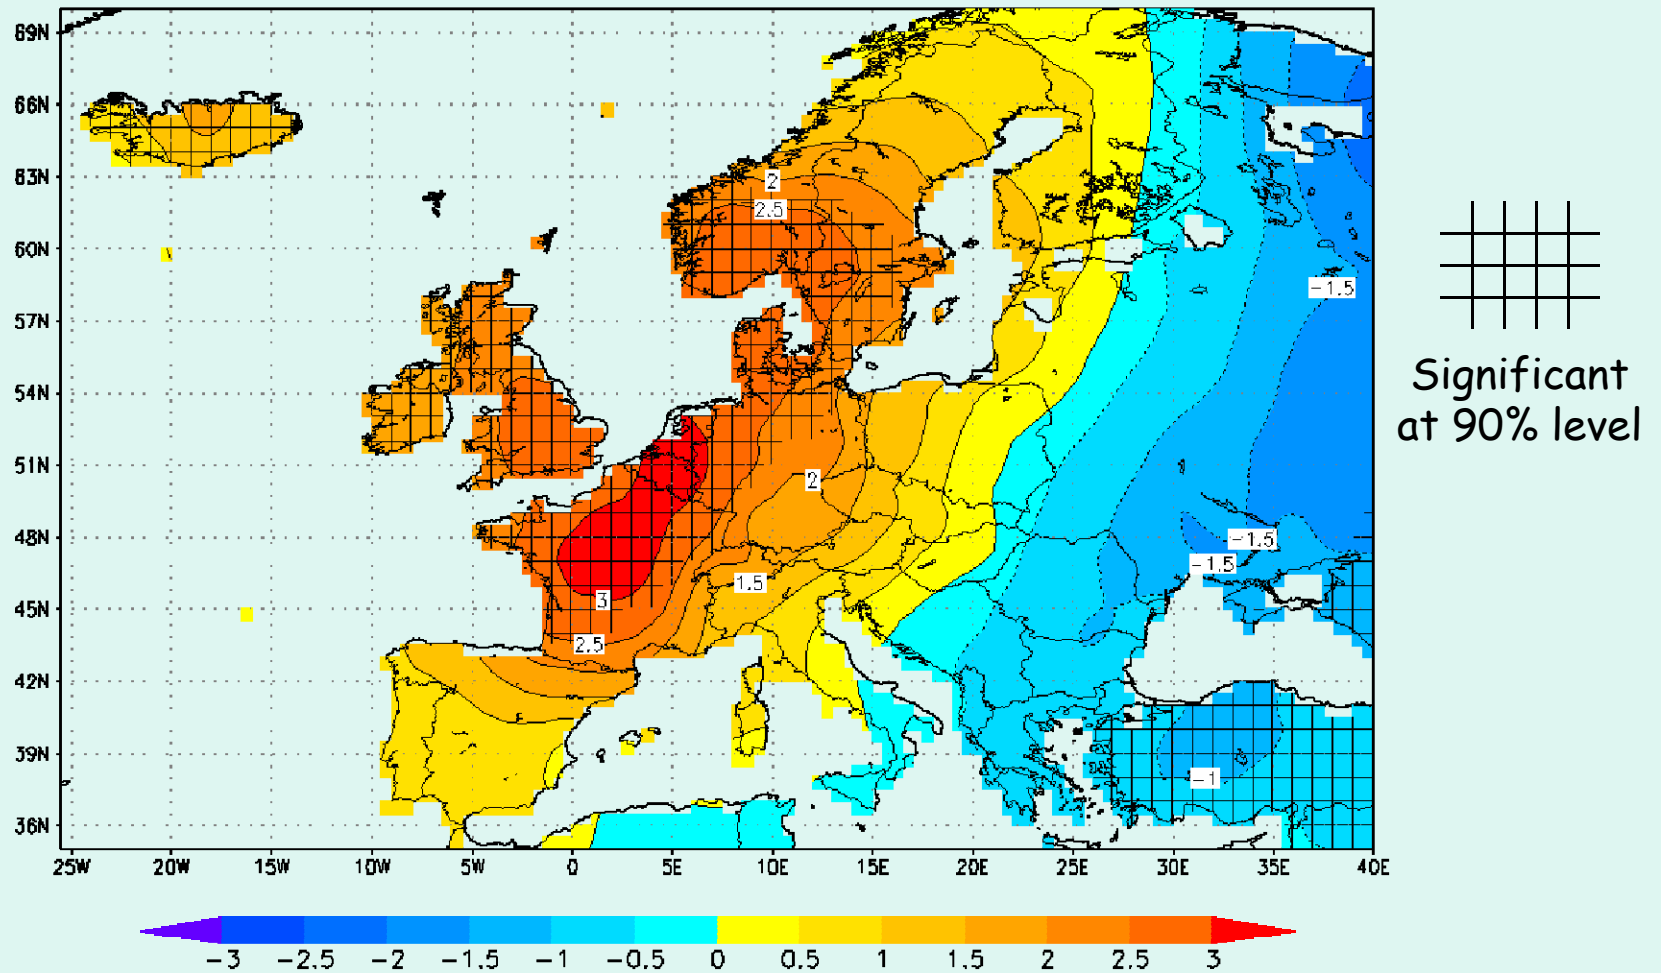 69N
66N
63N
60N
57N
54N
51N
48N
45N
42N
39N
36N
25W 20W 15W 10W 5W 0 5E 10E 15E 20E 25E 30E 35E 40E
2
2.5
-1.5
2
-1.5
-1.5
1.5
3
2.5
-1
Significant
at 90% level
-3 -2.5 -2 -1.5 -1 -0.5 0 0.5 1 1.5 2 2.5 3